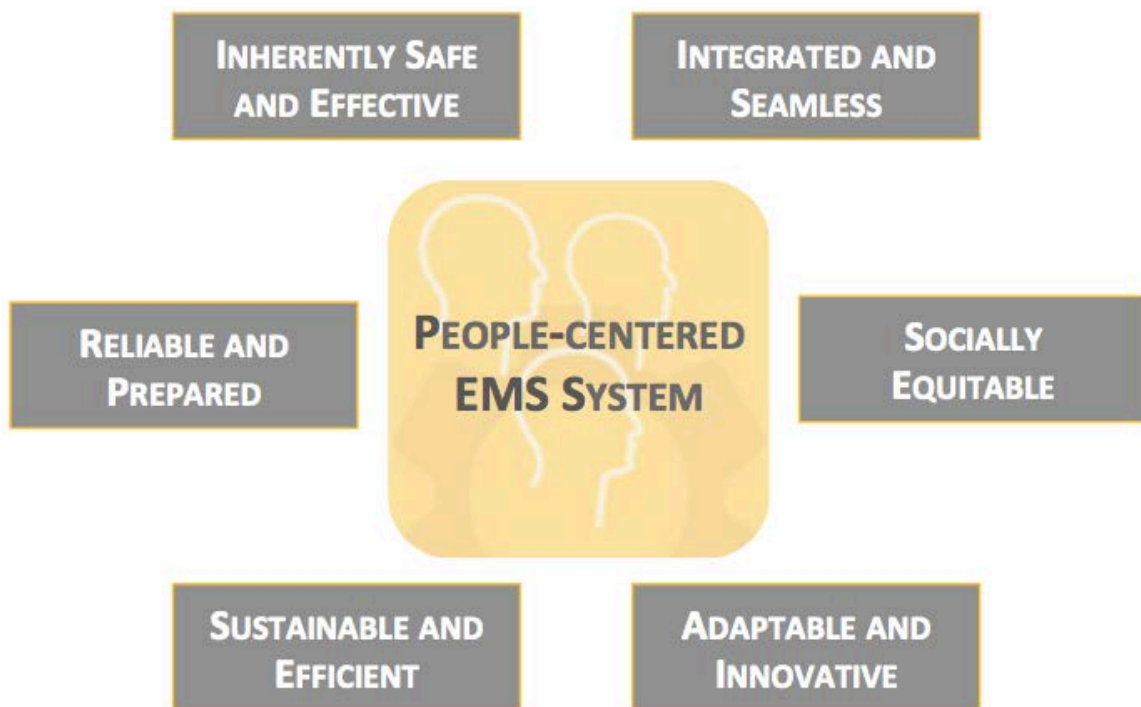 INHERENTLY SAFE
AND EFFECTIVE
INTEGRATED AND
SEAMLESS
RELIABLE AND
PREPARED
PEOPLE-CENTERED
EMS SYSTEM
SOCIALLY
EQUITABLE
SUSTAINABLE AND
EFFICIENT
ADAPTABLE AND
INNOVATIVE